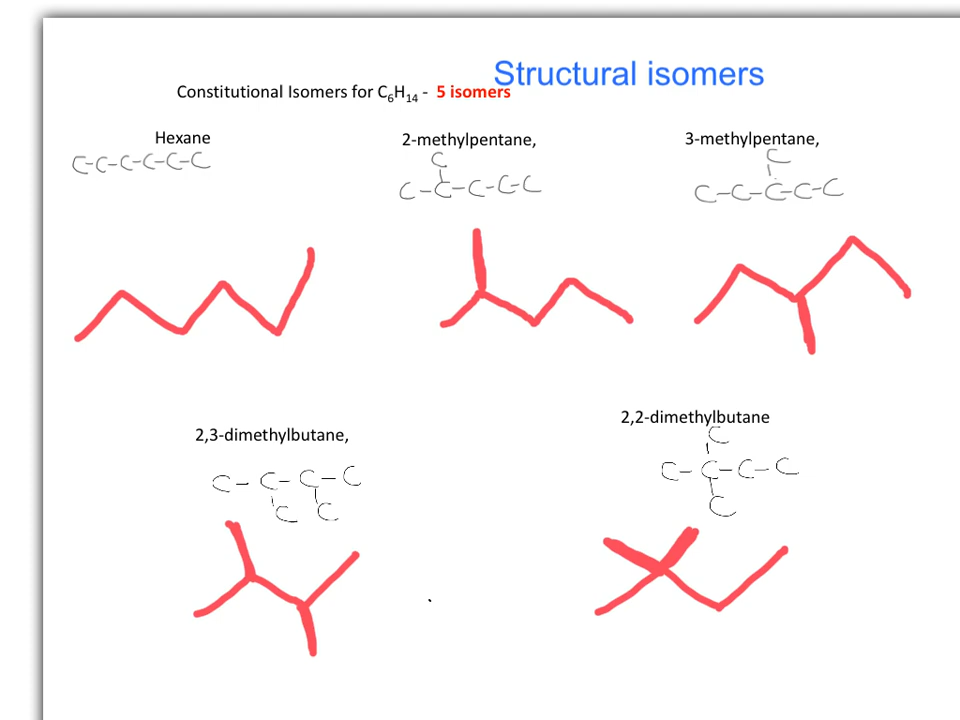 Structural isomers
Constitutional Isomers for C₆H₁₄ - 5 isomers
Hexane
C-C-C-C-C-C
2-methylpentane,
C
C-C-C-C-C
3-methylpentane,
C
C-C-C-C-C
2,3-dimethylbutane,
C-C-C-C
C C
2,2-dimethylbutane
C
C-C-C-C
C